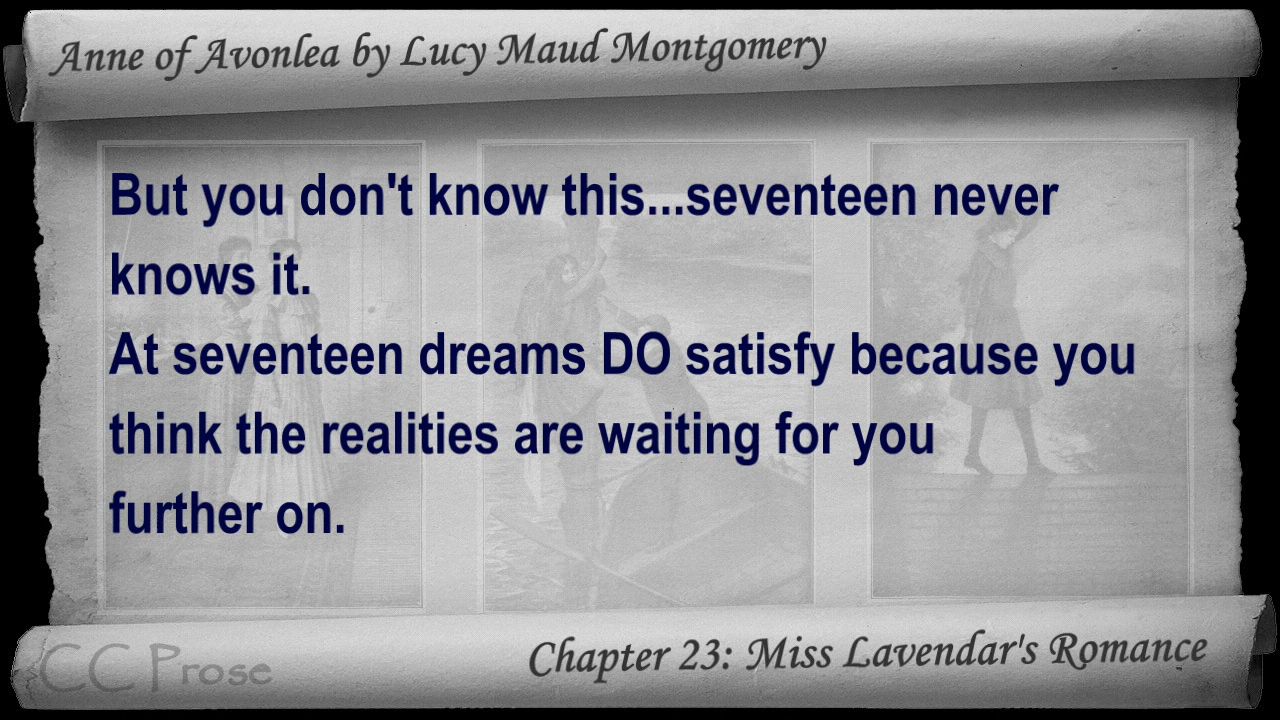 Anne of Avonlea by Lucy Maud Montgomery
But you don't know this...seventeen never
knows it.
At seventeen dreams DO satisfy because you
think the realities are waiting for you
further on.
CC Prose
Chapter 23: Miss Lavendar's Romance